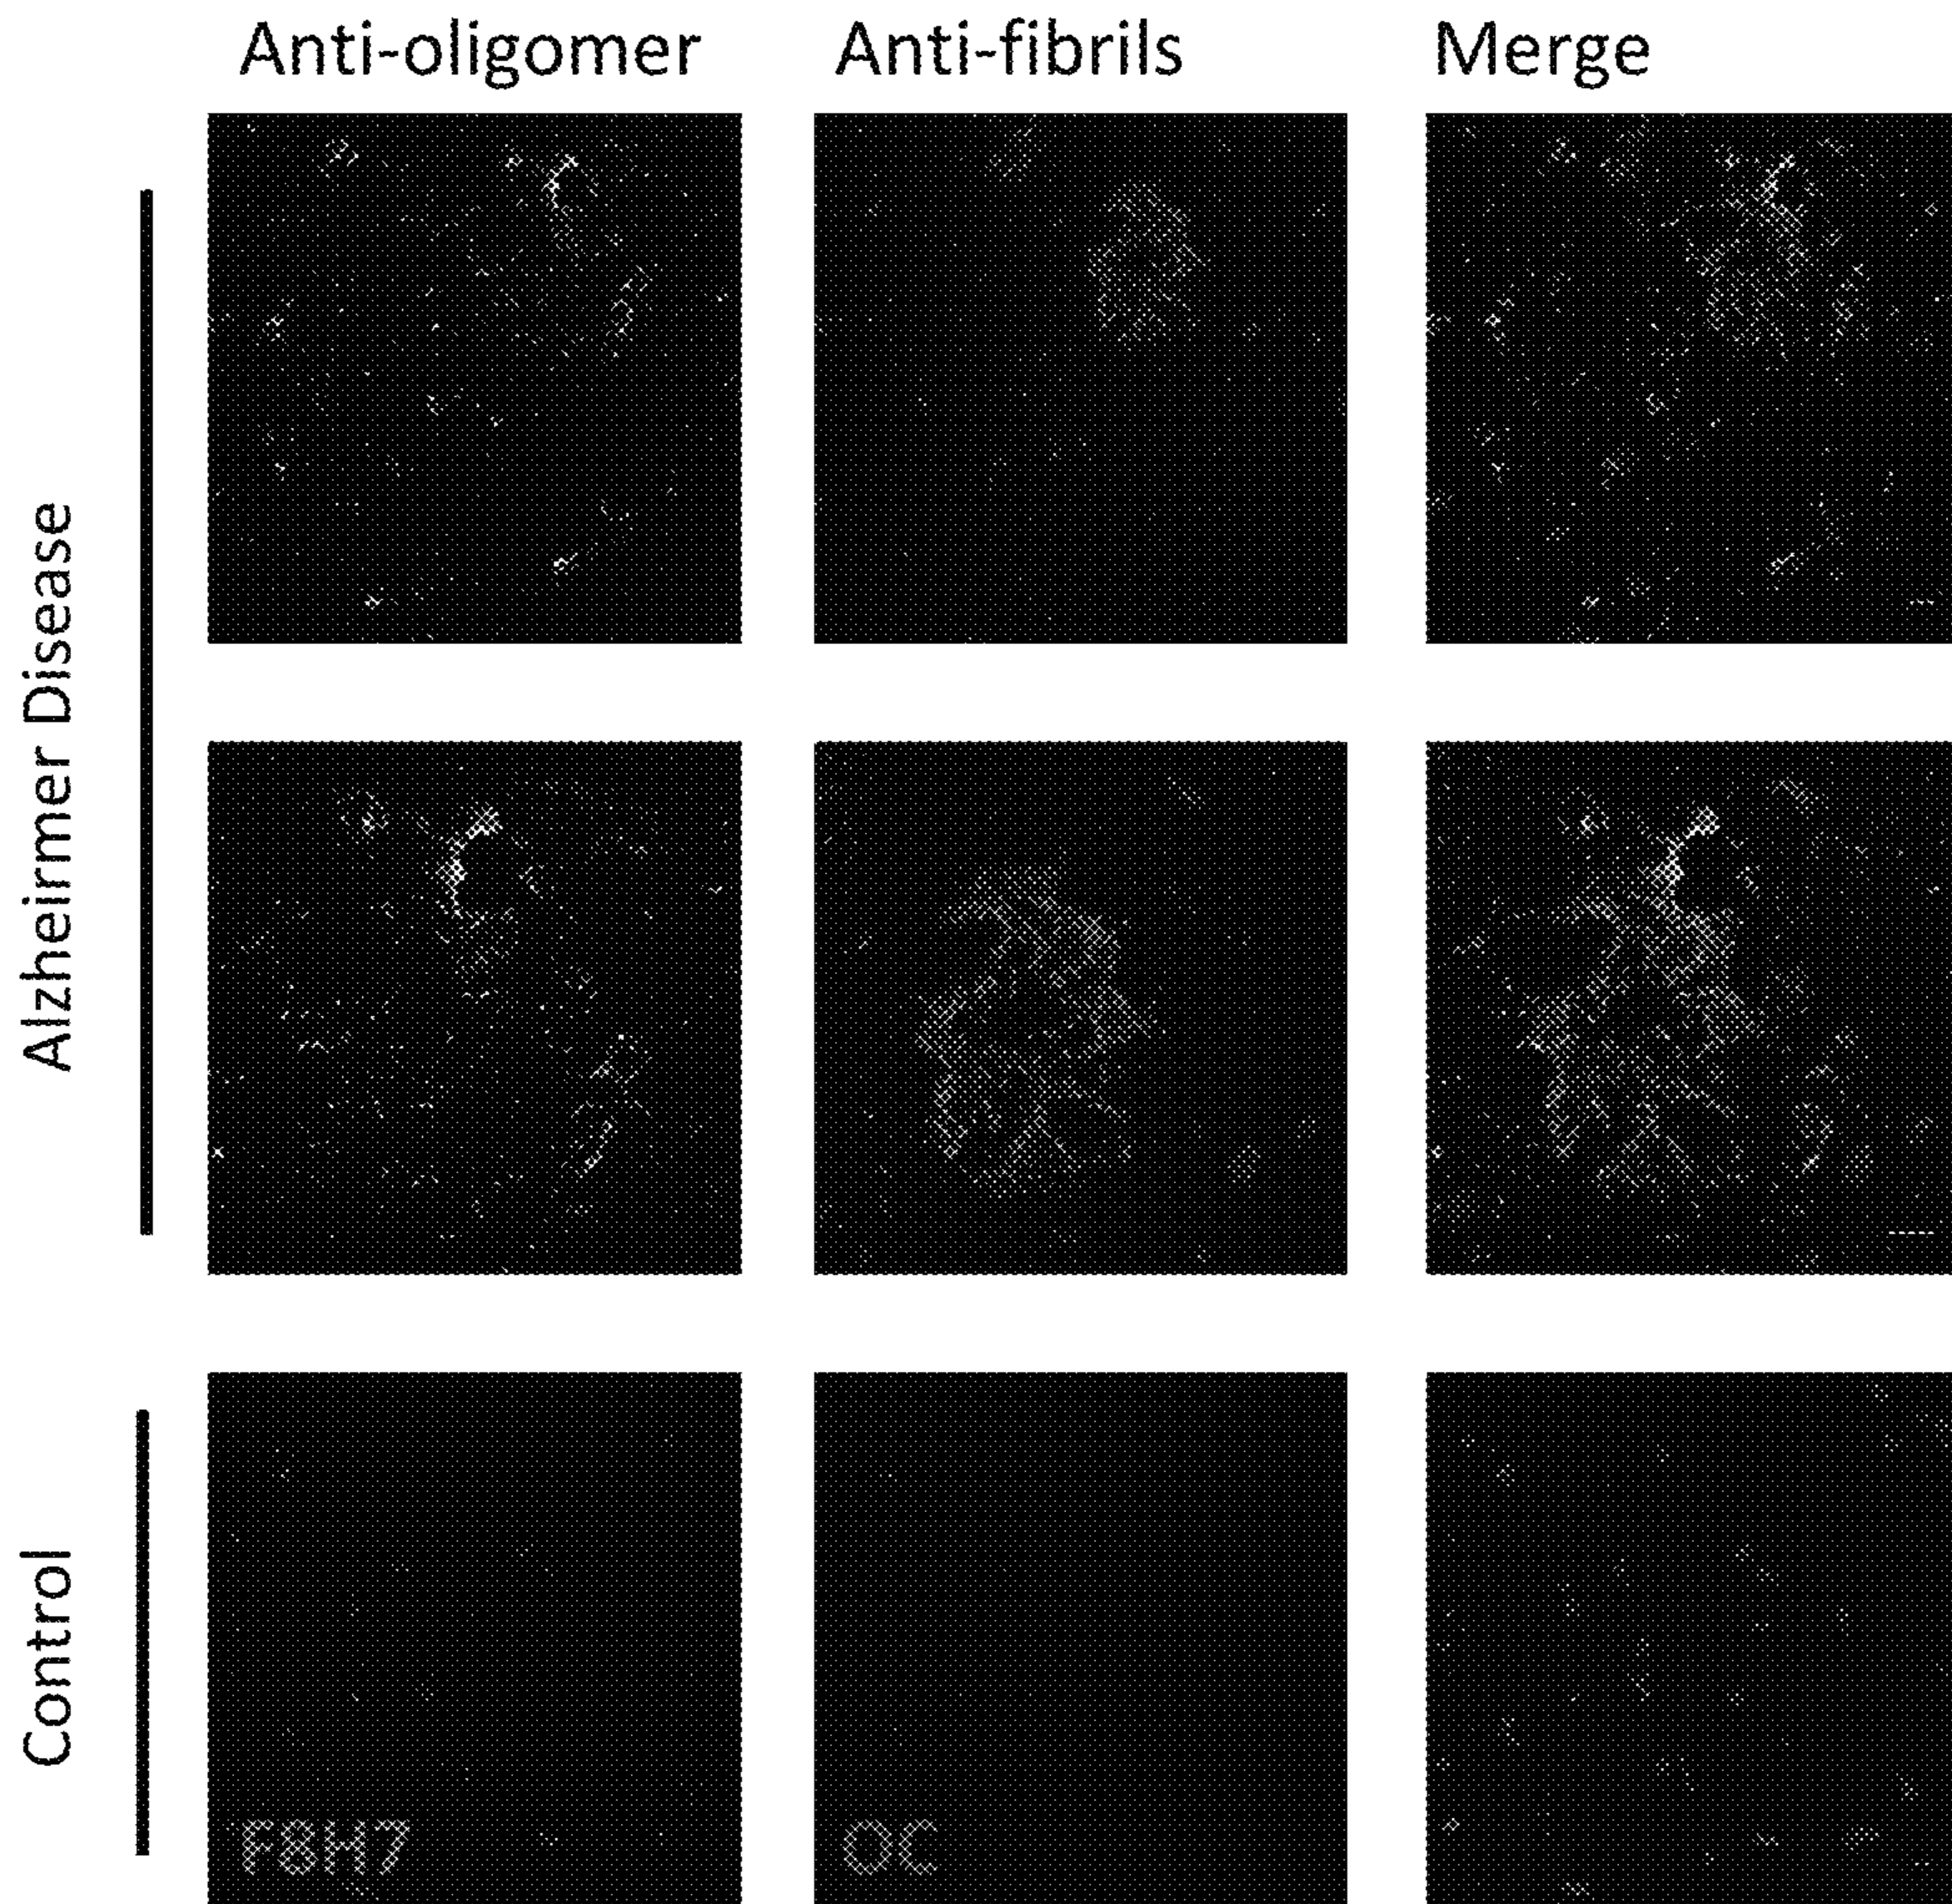 Anti-oligomer Anti-fibrils Merge
Alzheirmer Disease
Control
F8H7
OC